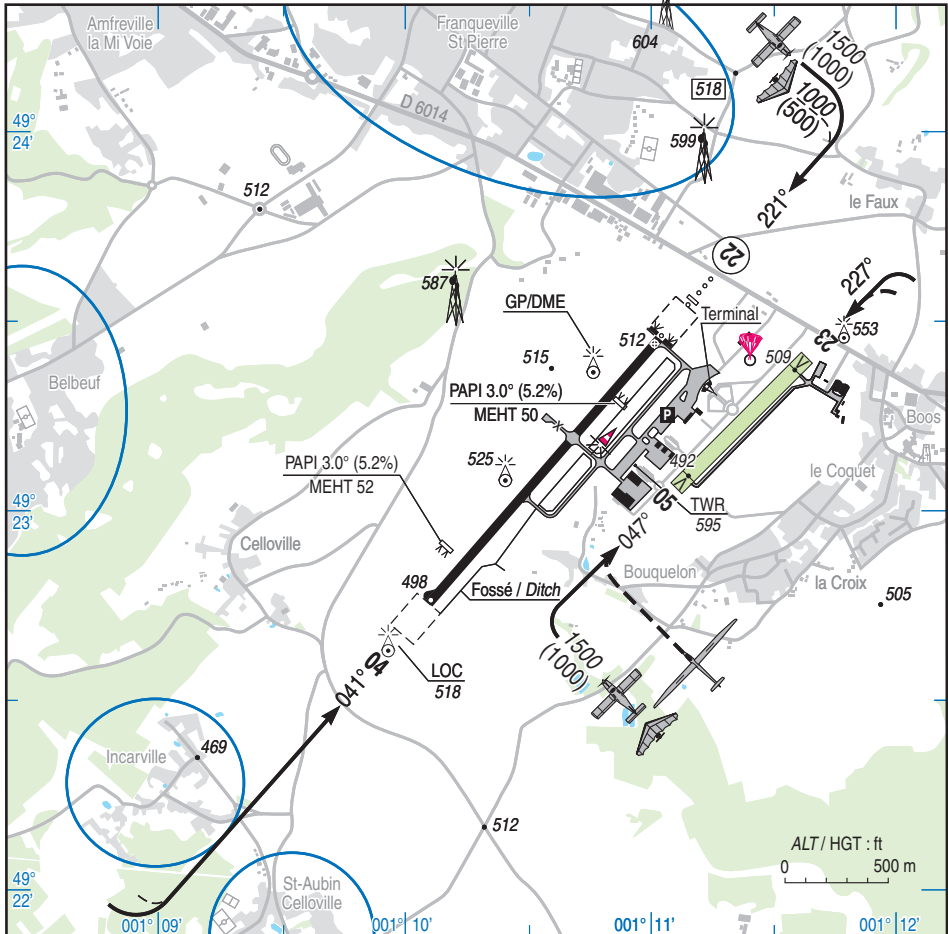 Amfreville
la Mi Voie
Franqueville
St Pierre
604
1500
(1000)
518
1000
(500)
D 6014
49°
24'
599
512
221°
le Faux
22
227°
587
GP/DME
Terminal
553
23
512
515
509
Belbeuf
PAPI 3.0° (5.2%)
MEHT 50
P
Boos
525
492
le Coquet
PAPI 3.0° (5.2%)
MEHT 52
05
TWR
595
49°
23'
047°
Celloville
Bouquelon
la Croix
498
Fossé / Ditch
505
1500
(1000)
04
LOC
518
041°
Incarville
469
512
ALT / HGT : ft
0
500 m
49°
22'
St-Aubin
Celloville
001° 09'
001° 10'
001° 11'
001° 12'